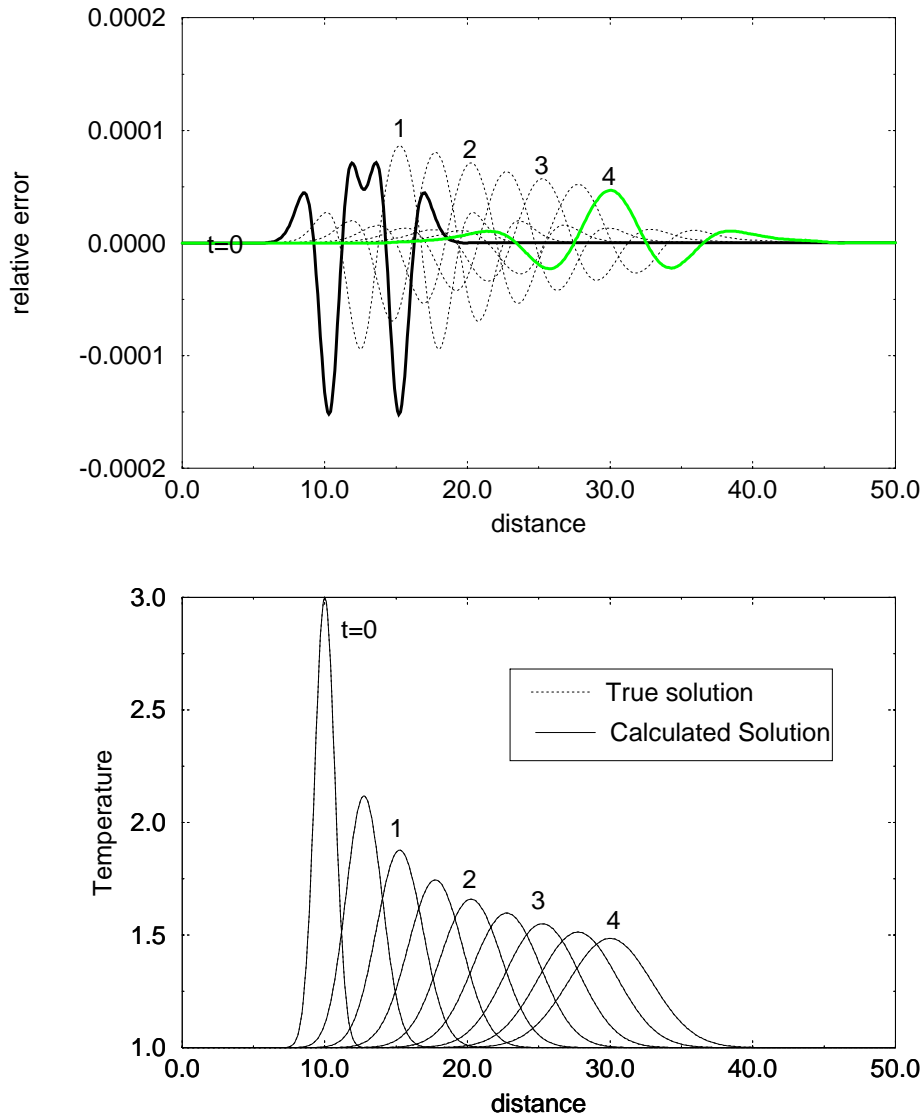 0.0002
0.0001
0.0000
-0.0001
-0.0002
relative error
t=0
1
2
3
4
0.0 10.0 20.0 30.0 40.0 50.0
distance
3.0
2.5
2.0
1.5
1.0
Temperature
t=0
1
2
3
4
True solution
Calculated Solution
0.0 10.0 20.0 30.0 40.0 50.0
distance